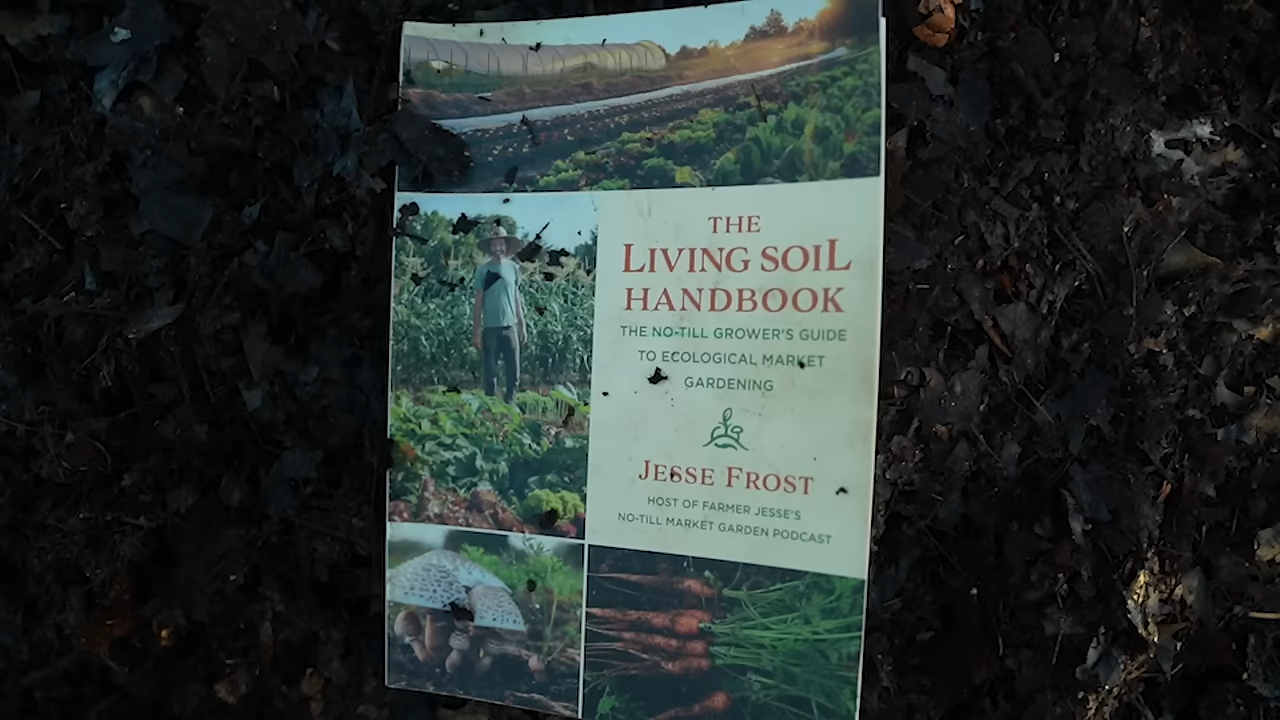 THE
LIVING SOIL
HANDBOOK
THE NO-TILL GROWER'S GUIDE
TO ECOLOGICAL MARKET
GARDENING
JESSE FROST
HOST OF FARMER JESSE'S
NO-TILL MARKET GARDEN PODCAST